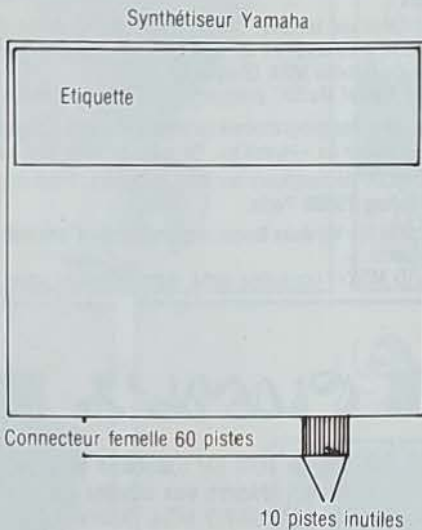 Synthétiseur Yamaha
Etiquette
Connecteur femelle 60 pistes
10 pistes inutiles